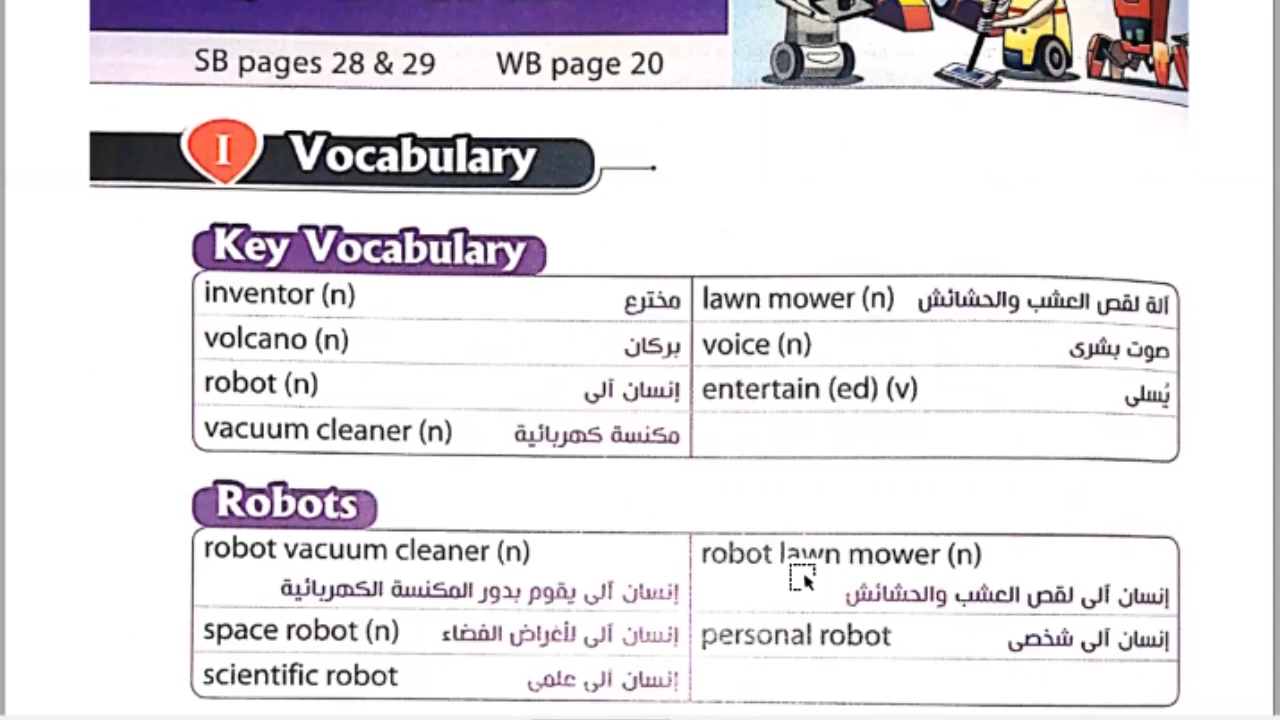 SB pages 28 & 29 WB page 20
I Vocabulary
Key Vocabulary
inventor (n) مخترع
volcano (n) بركان
robot (n) إنسان آلى
vacuum cleaner (n) مكنسة كهربائية
lawn mower (n) آلة لقص العشب والحشائش
voice (n) صوت بشرى
entertain (ed) (v) يُسلى
Robots
robot vacuum cleaner (n)
إنسان آلى يقوم بدور المكنسة الكهربائية
space robot (n) إنسان آلى لأغراض الفضاء
scientific robot إنسان آلى علمى
robot lawn mower (n)
إنسان آلى لقص العشب والحشائش
personal robot إنسان آلى شخصى